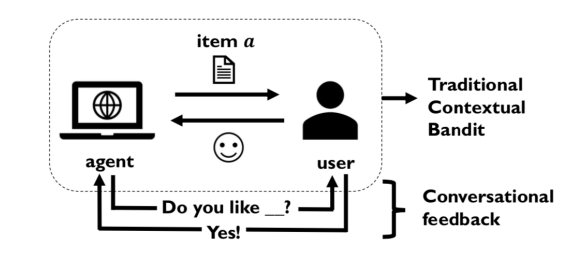 item a
Traditional
Contextual
Bandit
agent
user
Do you like __?
Yes!
Conversational
feedback